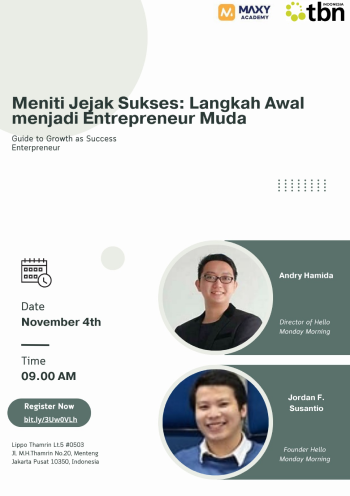 MAXY
ACADEMY
INDONESIA
tbn
Meniti Jejak Sukses: Langkah Awal
menjadi Entrepreneur Muda
Guide to Growth as Success
Enterpreneur
Andry Hamida
Director of Hello
Monday Morning
Date
November 4th
Time
09.00 AM
Jordan F.
Susantio
Founder Hello
Monday Morning
Register Now
bit.ly/3Uw0VLh
Lippo Thamrin Lt.5 #0503
Jl. M.H.Thamrin No.20, Menteng
Jakarta Pusat 10350, Indonesia